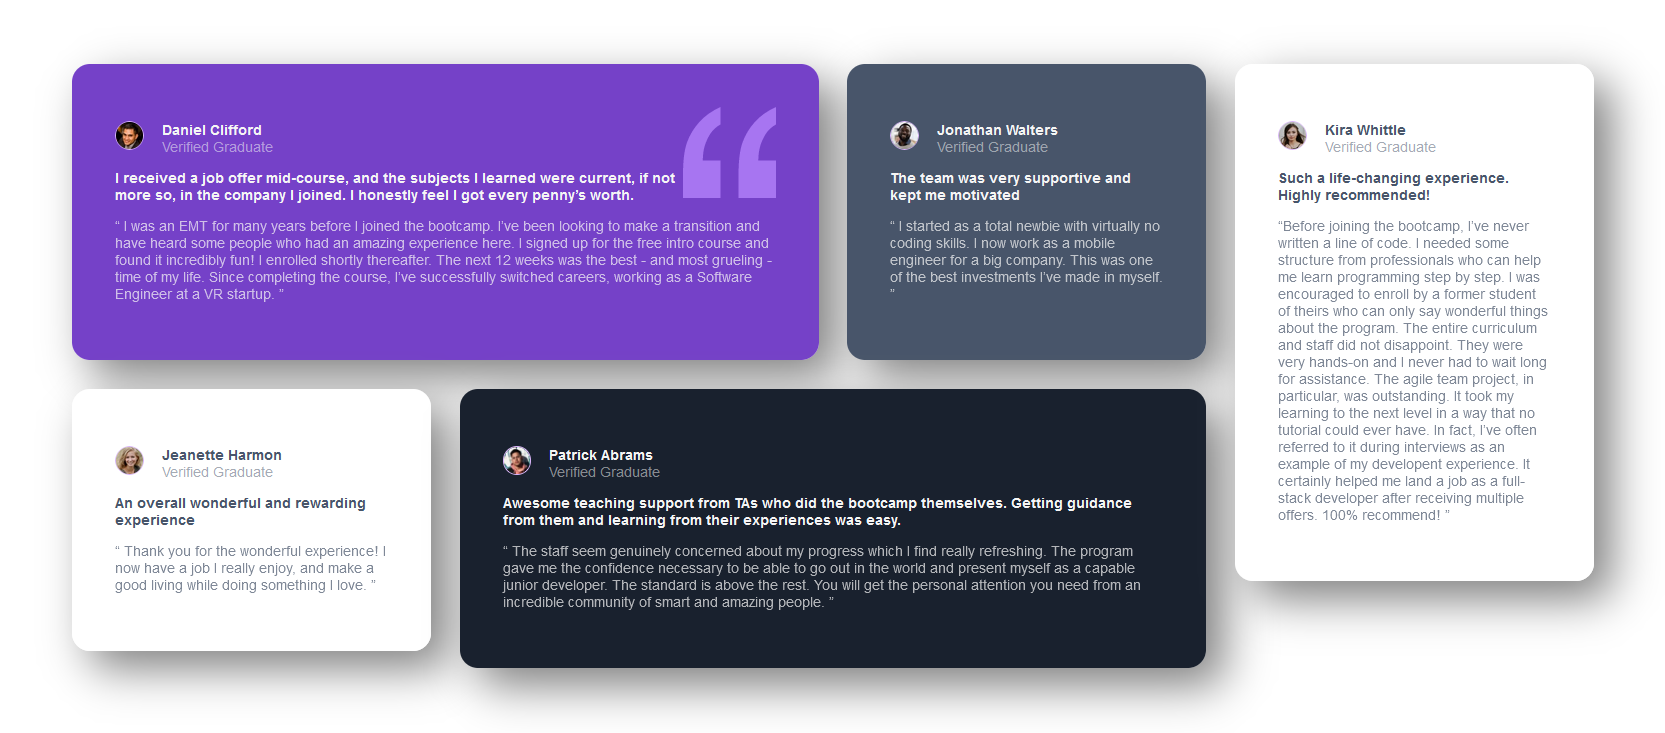 Daniel Clifford
Verified Graduate
I received a job offer mid-course, and the subjects I learned were current, if not
more so, in the company I joined. I honestly feel I got every penny’s worth.
“ I was an EMT for many years before I joined the bootcamp. I’ve been looking to make a transition and
have heard some people who had an amazing experience here. I signed up for the free intro course and
found it incredibly fun! I enrolled shortly thereafter. The next 12 weeks was the best - and most grueling -
time of my life. Since completing the course, I’ve successfully switched careers, working as a Software
Engineer at a VR startup. ”
Jonathan Walters
Verified Graduate
The team was very supportive and
kept me motivated
“ I started as a total newbie with virtually no
coding skills. I now work as a mobile
engineer for a big company. This was one
of the best investments I’ve made in myself.
”
Kira Whittle
Verified Graduate
Such a life-changing experience.
Highly recommended!
“Before joining the bootcamp, I’ve never
written a line of code. I needed some
structure from professionals who can help
me learn programming step by step. I was
encouraged to enroll by a former student
of theirs who can only say wonderful things
about the program. The entire curriculum
and staff did not disappoint. They were
very hands-on and I never had to wait long
for assistance. The agile team project, in
particular, was outstanding. It took my
learning to the next level in a way that no
tutorial could ever have. In fact, I’ve often
referred to it during interviews as an
example of my developent experience. It
certainly helped me land a job as a full-
stack developer after receiving multiple
offers. 100% recommend! ”
Jeanette Harmon
Verified Graduate
An overall wonderful and rewarding
experience
“ Thank you for the wonderful experience! I
now have a job I really enjoy, and make a
good living while doing something I love. ”
Patrick Abrams
Verified Graduate
Awesome teaching support from TAs who did the bootcamp themselves. Getting guidance
from them and learning from their experiences was easy.
“ The staff seem genuinely concerned about my progress which I find really refreshing. The program
gave me the confidence necessary to be able to go out in the world and present myself as a capable
junior developer. The standard is above the rest. You will get the personal attention you need from an
incredible community of smart and amazing people. ”